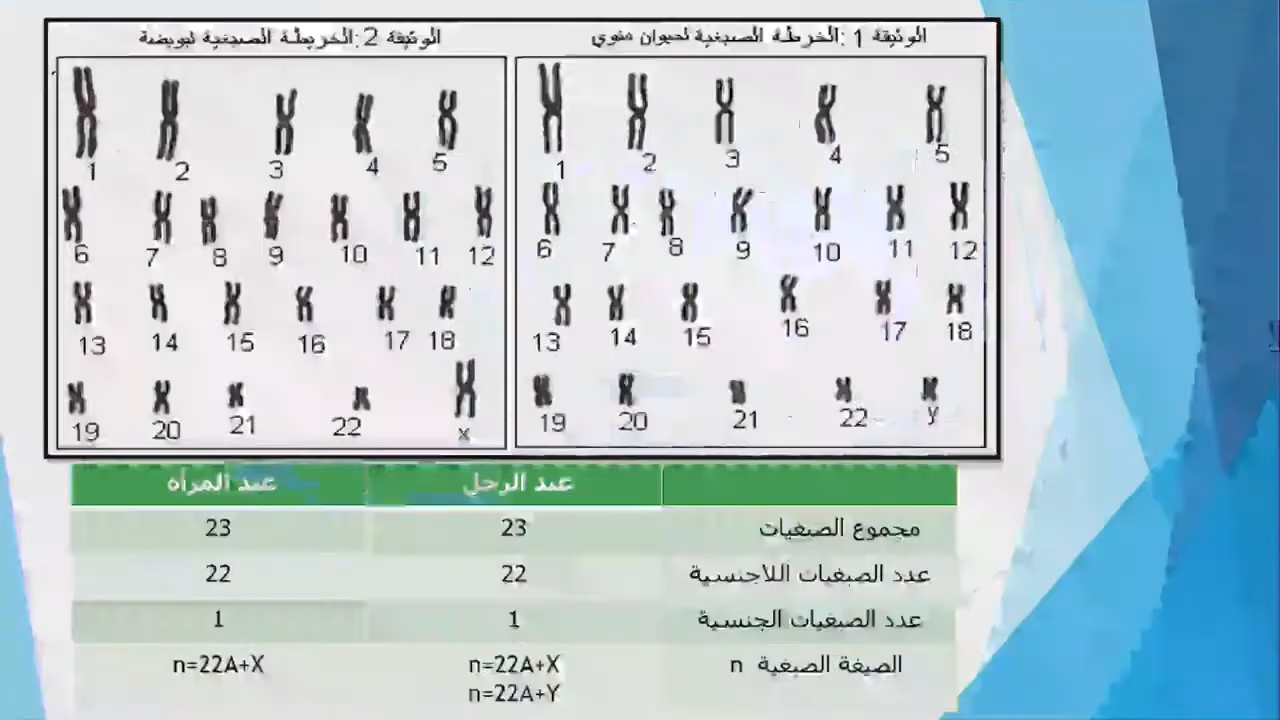 الوثيقة 1 :الخرطة الصبغية لحيوان منوي
1 2 3 4 5
6 7 8 9 10 11 12
13 14 15 16 17 18
19 20 21 22 y
الوثيقة 2 :الخريطة الصبغية لبويضة
1 2 3 4 5
6 7 8 9 10 11 12
13 14 15 16 17 18
19 20 21 22 x
عند الرجل عند المرأة
مجموع الصبغيات 23 23
عدد الصبغيات اللاجنسية 22 22
عدد الصبغيات الجنسية 1 1
الصيغة الصبغية n n=22A+X n=22A+X
n=22A+Y